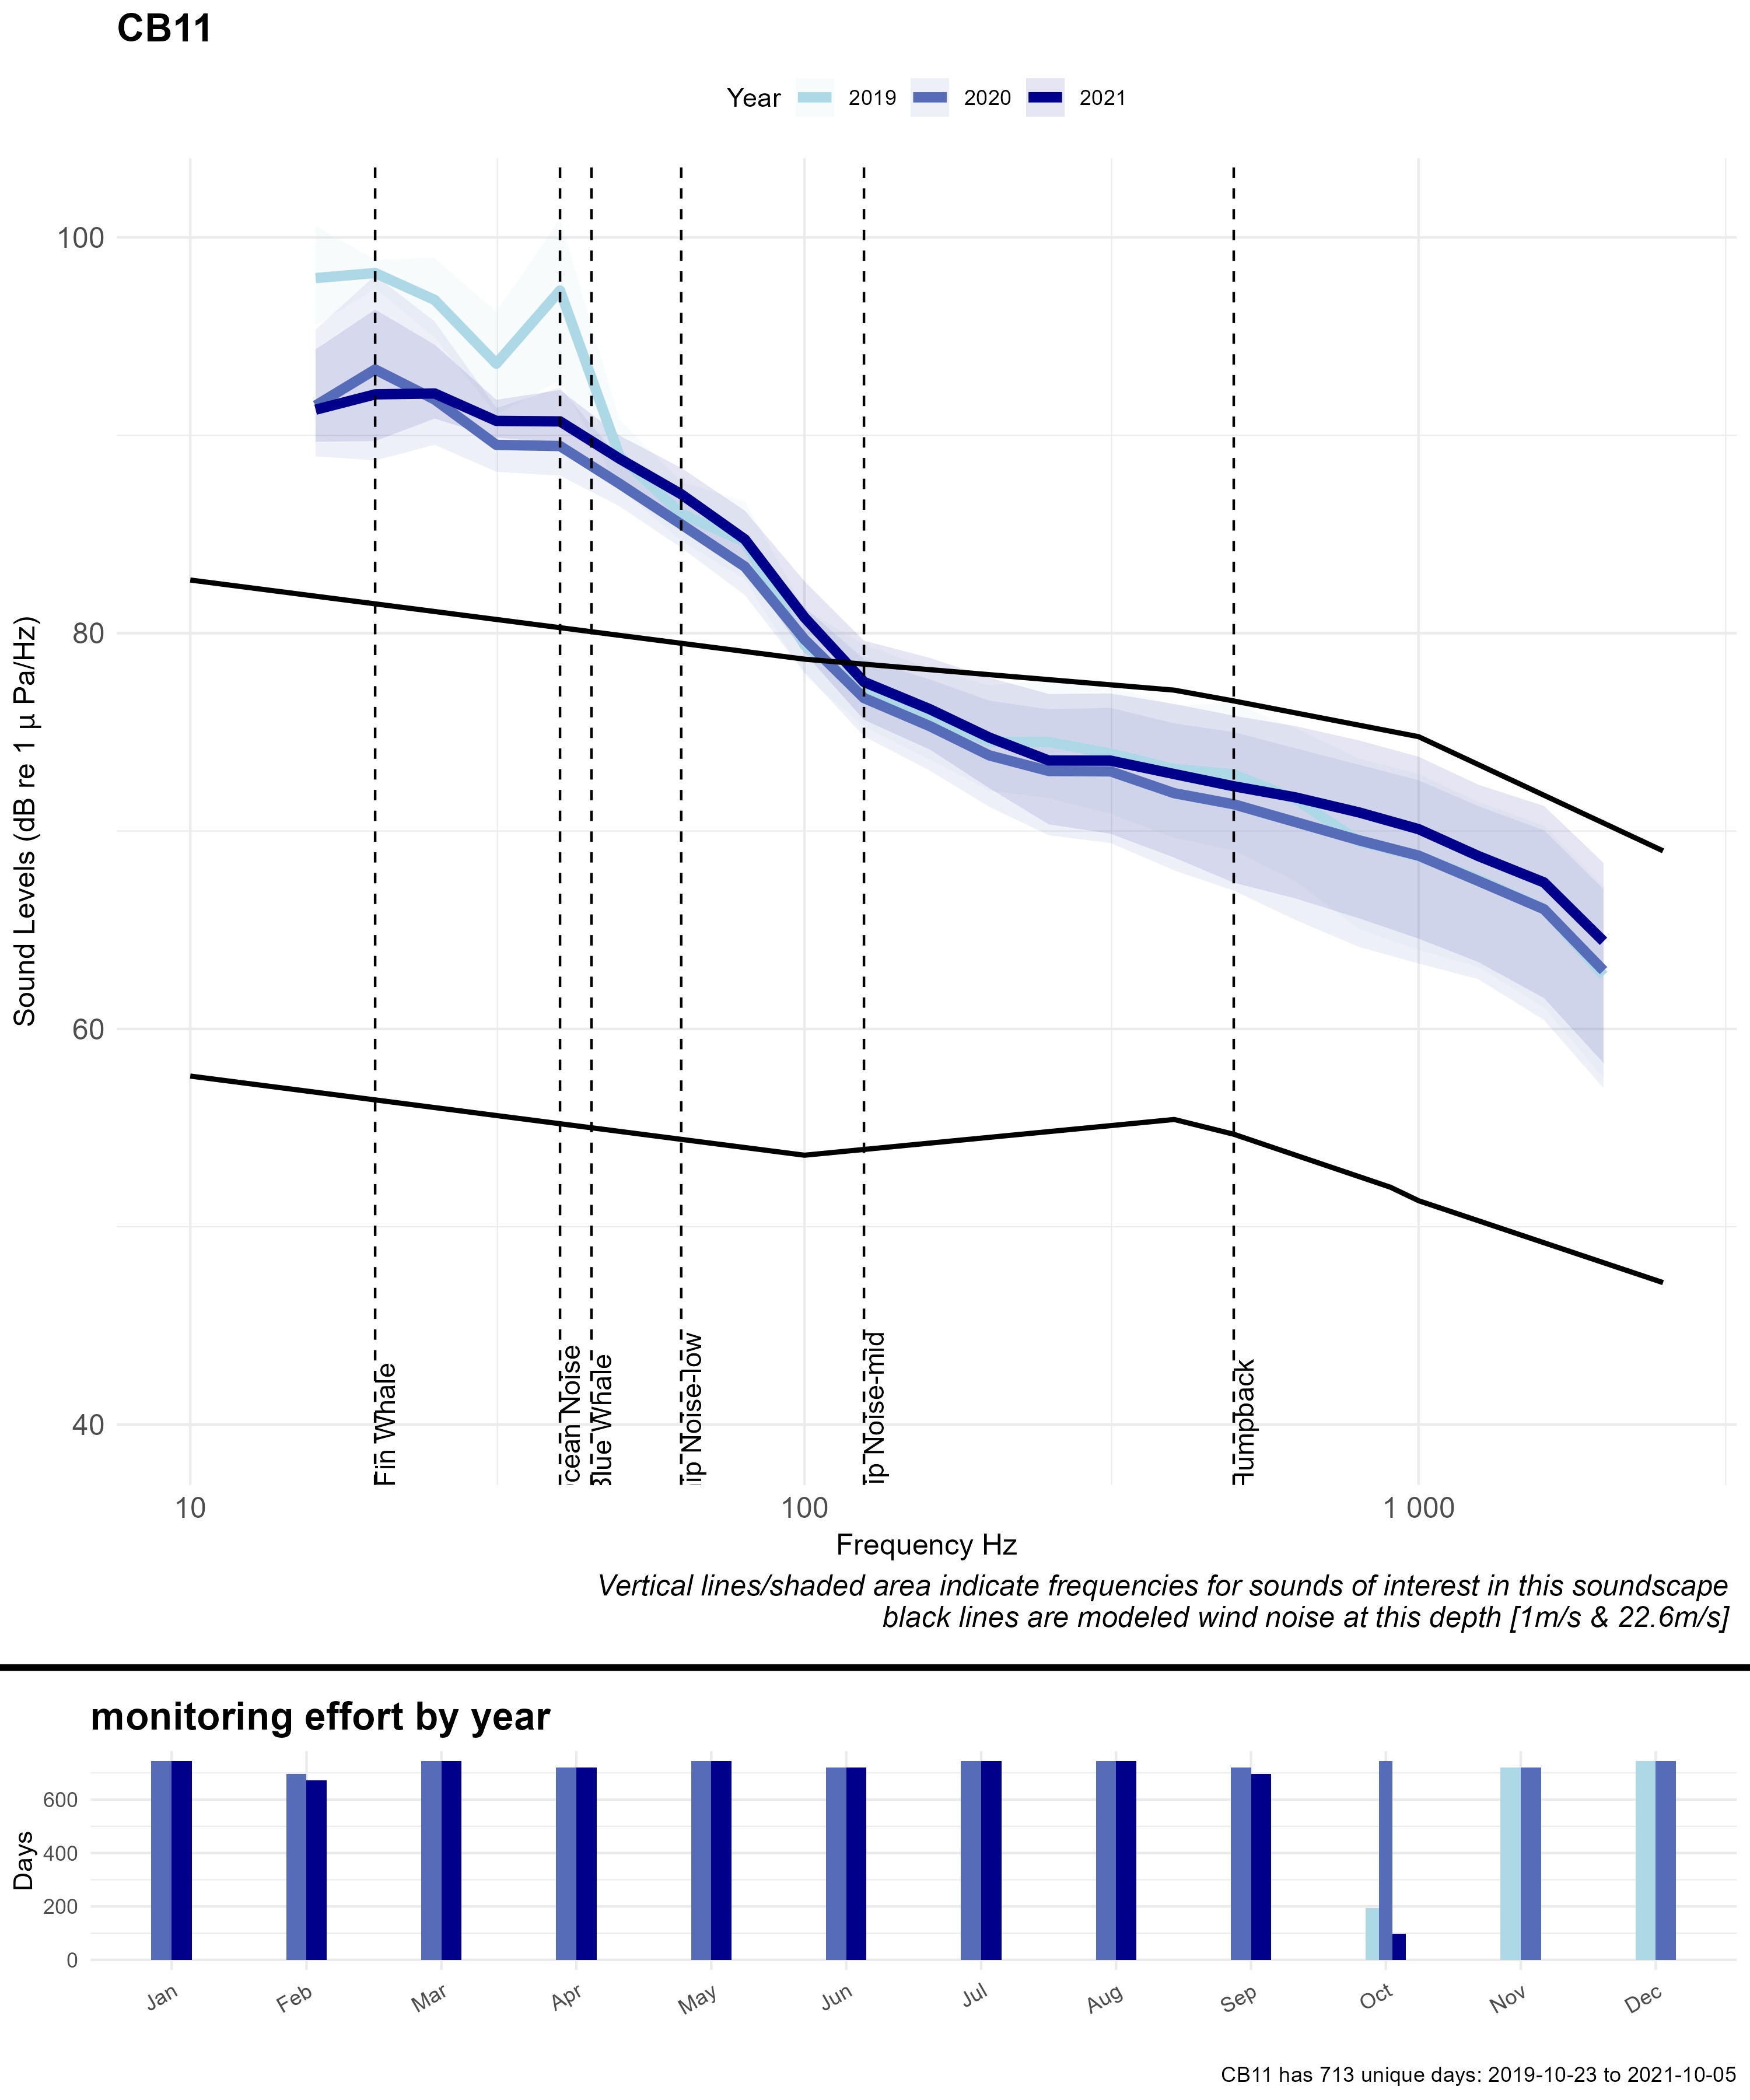 CB11
Year 2019 2020 2021
100
80
60
40
Sound Levels (dB re 1 µ Pa/Hz)
Fin Whale
cean Noise
Blue Whale
ip Noise-low
ip Noise-mid
Humpback
10 100 1 000
Frequency Hz
Vertical lines/shaded area indicate frequencies for sounds of interest in this soundscape
black lines are modeled wind noise at this depth [1m/s & 22.6m/s]
monitoring effort by year
600
400
200
0
Days
Jan Feb Mar Apr May Jun Jul Aug Sep Oct Nov Dec
CB11 has 713 unique days: 2019-10-23 to 2021-10-05